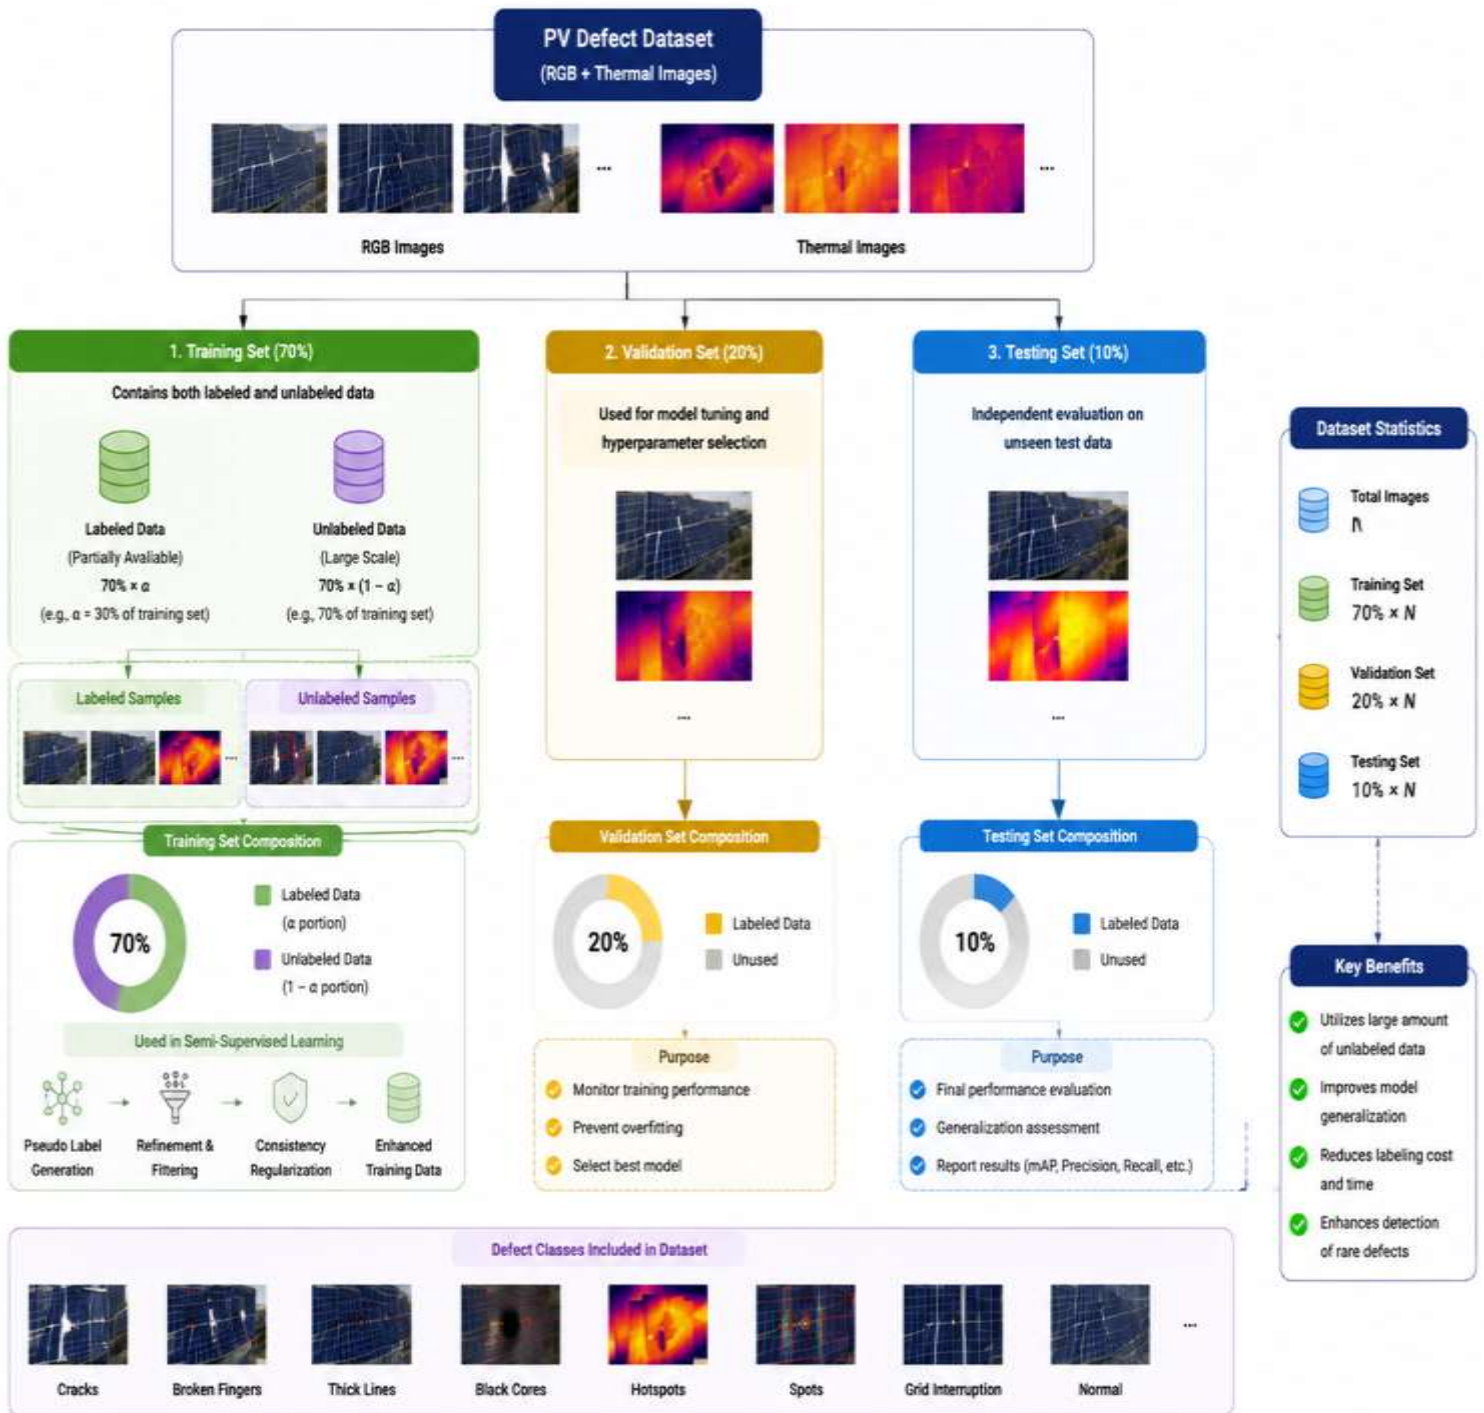 PV Defect Dataset
(RGB + Thermal Images)
...
...
RGB Images
Thermal Images
1. Training Set (70%)
Contains both labeled and unlabeled data
Labeled Data
(Partially Available)
70% × α
(e.g., α = 30% of training set)
Unlabeled Data
(Large Scale)
70% × (1 − α)
(e.g., 70% of training set)
Labeled Samples
...
Unlabeled Samples
...
Training Set Composition
70%
Labeled Data
(α portion)
Unlabeled Data
(1 − α portion)
Used in Semi-Supervised Learning
Pseudo Label
Generation
Refinement &
Filtering
Consistency
Regularization
Enhanced
Training Data
2. Validation Set (20%)
Used for model tuning and
hyperparameter selection
...
Validation Set Composition
20%
Labeled Data
Unused
Purpose
Monitor training performance
Prevent overfitting
Select best model
3. Testing Set (10%)
Independent evaluation on
unseen test data
...
Testing Set Composition
10%
Labeled Data
Unused
Purpose
Final performance evaluation
Generalization assessment
Report results (mAP, Precision, Recall, etc.)
Dataset Statistics
Total Images
Training Set
70% × N
Validation Set
20% × N
Testing Set
10% × N
Key Benefits
Utilizes large amount
of unlabeled data
Improves model
generalization
Reduces labeling cost
and time
Enhances detection
of rare defects
Defect Classes Included in Dataset
Cracks
Broken Fingers
Thick Lines
Black Cores
Hotspots
Spots
Grid Interruption
Normal
...